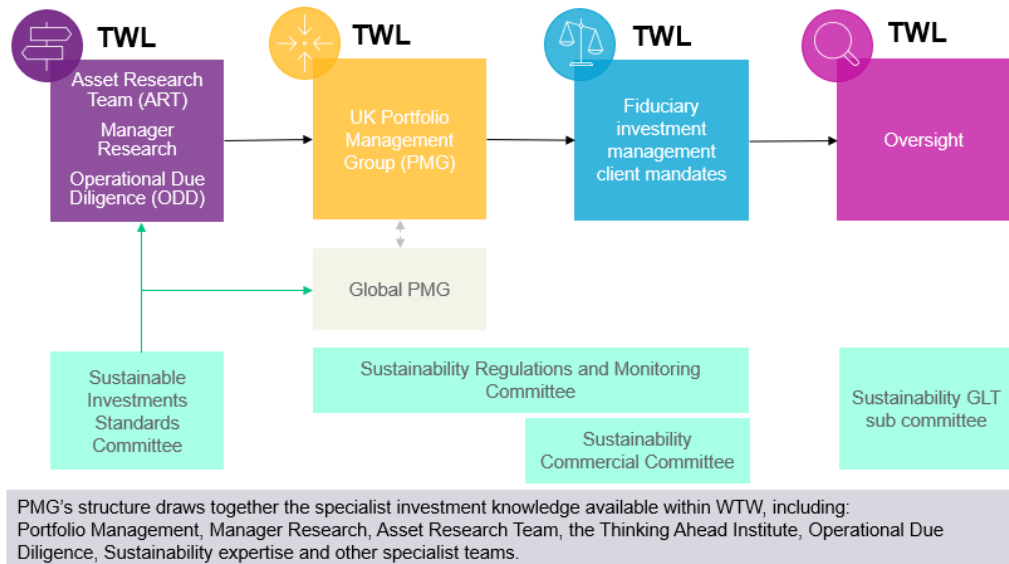 TWL
Asset Research
Team (ART)
Manager
Research
Operational Due
Diligence (ODD)
TWL
UK Portfolio
Management
Group (PMG)
TWL
Fiduciary
investment
management
client mandates
TWL
Oversight
Global PMG
Sustainable
Investments
Standards
Committee
Sustainability Regulations and Monitoring
Committee
Sustainability
Commercial Committee
Sustainability GLT
sub committee
PMG's structure draws together the specialist investment knowledge available within WTW, including:
Portfolio Management, Manager Research, Asset Research Team, the Thinking Ahead Institute, Operational Due
Diligence, Sustainability expertise and other specialist teams.